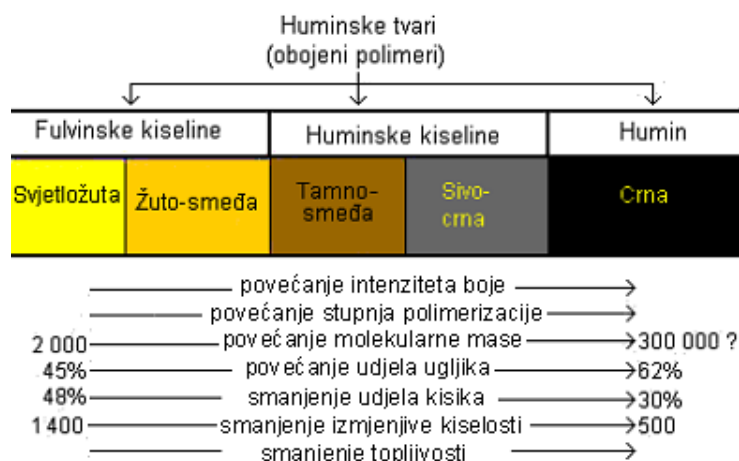 Huminske tvari
(obojeni polimeri)
Fulvinske kiseline Huminske kiseline Humin
Svjetložuta Žuto-smeđa Tamno-smeđa Sivo-crna Crna
povećanje intenziteta boje
povećanje stupnja polimerizacije
2 000 povećanje molekularne mase 300 000 ?
45% povećanje udjela ugljika 62%
48% smanjenje udjela kisika 30%
1 400 smanjenje izmjenjive kiselosti 500
smanjenje topljivosti